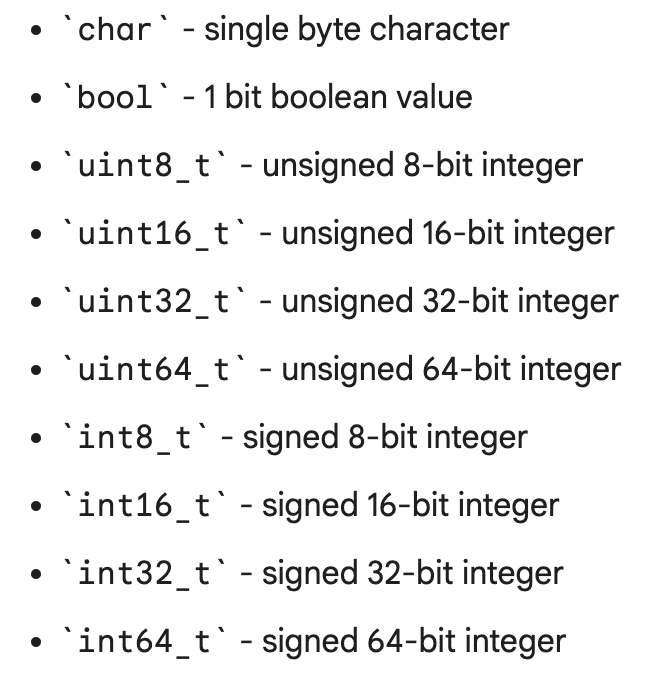 • `char` - single byte character
• `bool` - 1 bit boolean value
• `uint8_t` - unsigned 8-bit integer
• `uint16_t` - unsigned 16-bit integer
• `uint32_t` - unsigned 32-bit integer
• `uint64_t` - unsigned 64-bit integer
• `int8_t` - signed 8-bit integer
• `int16_t` - signed 16-bit integer
• `int32_t` - signed 32-bit integer
• `int64_t` - signed 64-bit integer